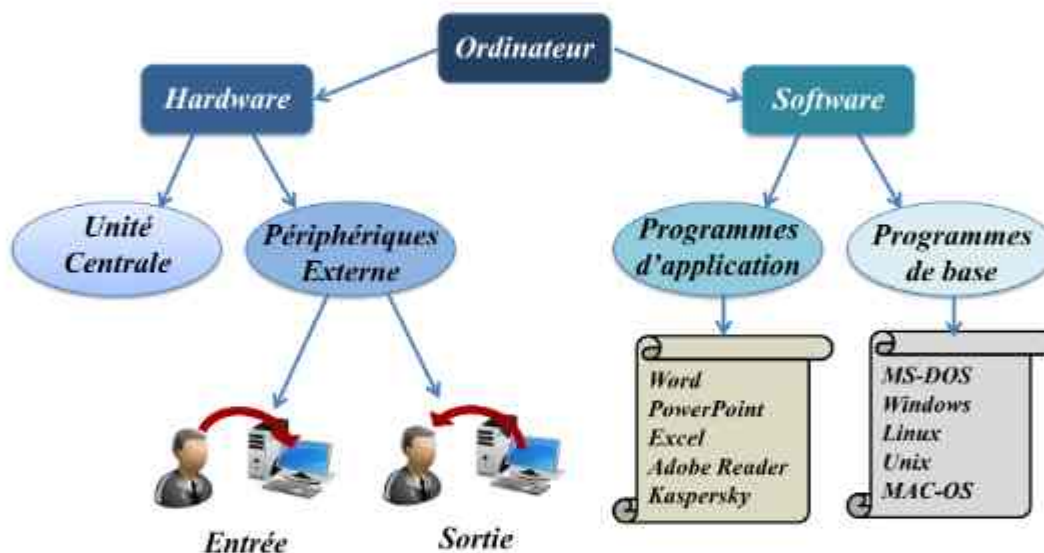 Ordinateur
Hardware
Software
Unité
Centrale
Périphériques
Externe
Programmes
d'application
Programmes
de base
Word
PowerPoint
Excel
Adobe Reader
Kaspersky
MS-DOS
Windows
Linux
Unix
MAC-OS
Entrée
Sortie